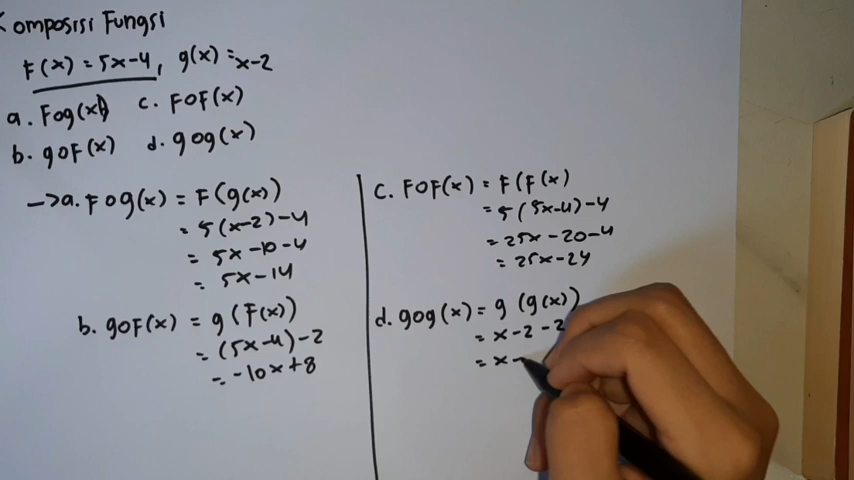 Komposisi Fungsi
F(x) = 5x-4, g(x) = x-2
a. Fog(x) c. FOF(x)
b. goF(x) d. gog(x)
->a. FOg(x) = F(g(x))
= 5(x-2)-4
= 5x-10-4
= 5x-14
b. goF(x) = g(F(x))
= (5x-4)-2
= -10x+8
c. FOF(x) = F(F(x)
= 5(5x-4)-4
= 25x-20-4
= 25x-24
d. gog(x) = g (g(x))
= x-2-2
= x-